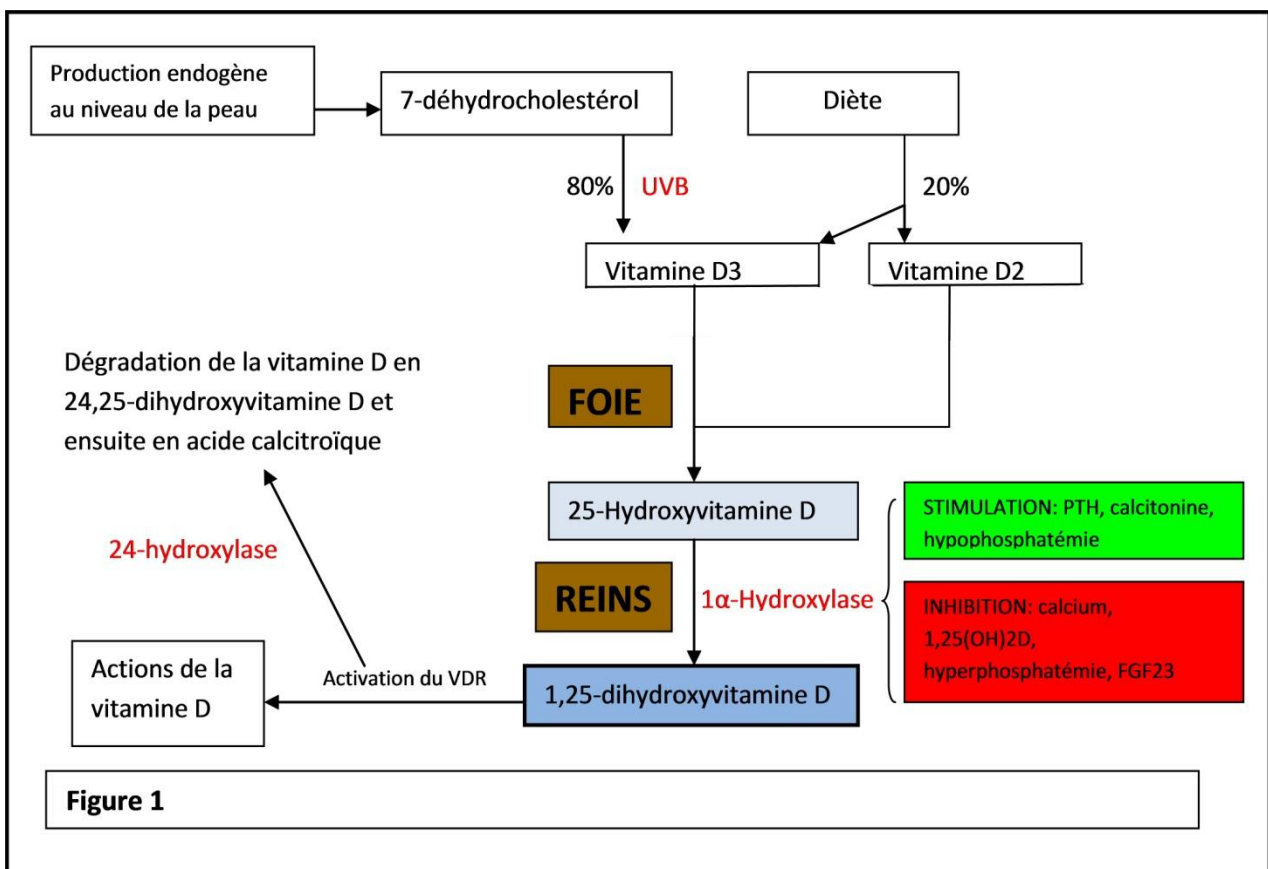 Production endogène
au niveau de la peau
7-déhydrocholestérol
Diète
80%
UVB
20%
Vitamine D3
Vitamine D2
Dégradation de la vitamine D en
24,25-dihydroxyvitamine D et
ensuite en acide calcitroïque
FOIE
25-Hydroxyvitamine D
STIMULATION: PTH, calcitonine,
hypophosphatémie
24-hydroxylase
REINS
1α-Hydroxylase
INHIBITION: calcium,
1,25(OH)2D,
hyperphosphatémie, FGF23
Actions de la
vitamine D
Activation du VDR
1,25-dihydroxyvitamine D
Figure 1